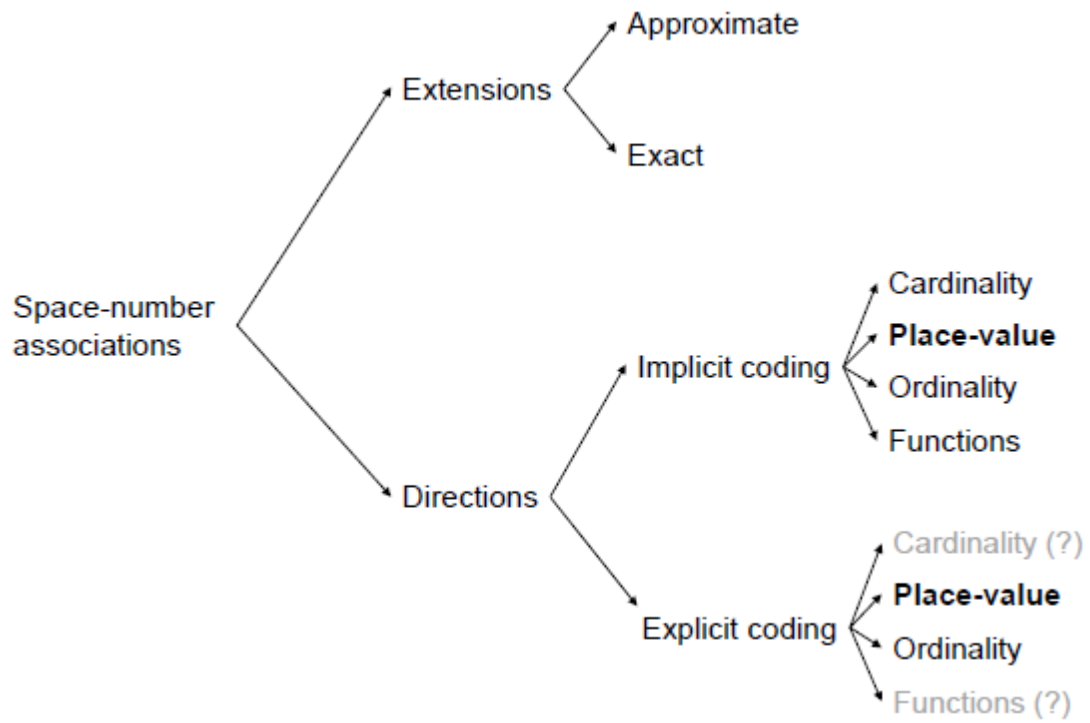 Approximate
Extensions
Exact
Space-number
associations
Cardinality
Place-value
Implicit coding
Ordinality
Functions
Directions
Cardinality (?)
Place-value
Explicit coding
Ordinality
Functions (?)